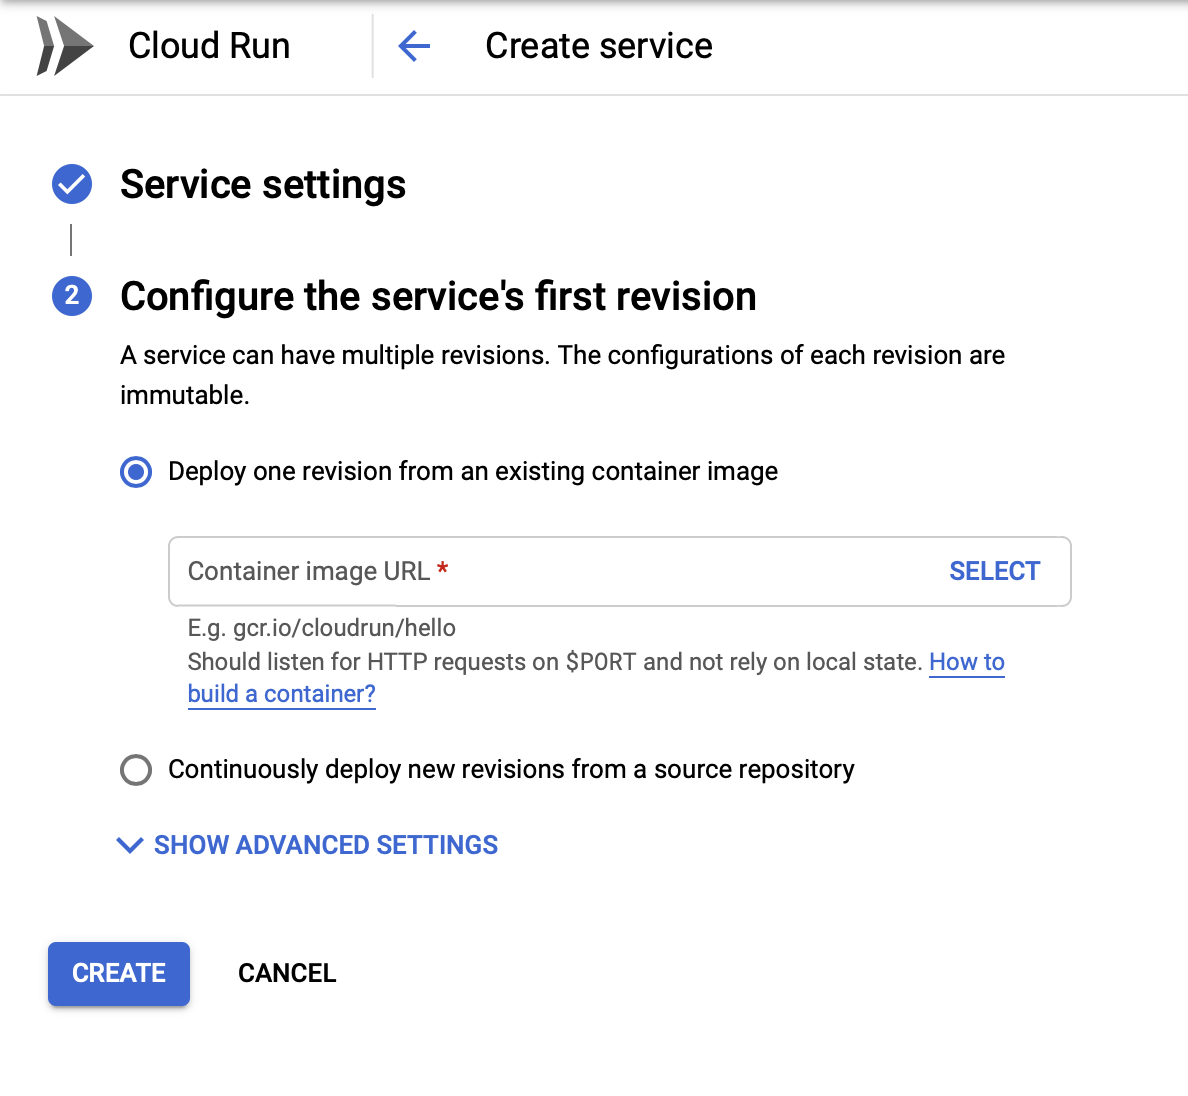 Cloud Run
Create service
Service settings
2
Configure the service's first revision
A service can have multiple revisions. The configurations of each revision are
immutable.
Deploy one revision from an existing container image
Container image URL *
SELECT
E.g. gcr.io/cloudrun/hello
Should listen for HTTP requests on $PORT and not rely on local state. How to
build a container?
Continuously deploy new revisions from a source repository
SHOW ADVANCED SETTINGS
CREATE
CANCEL